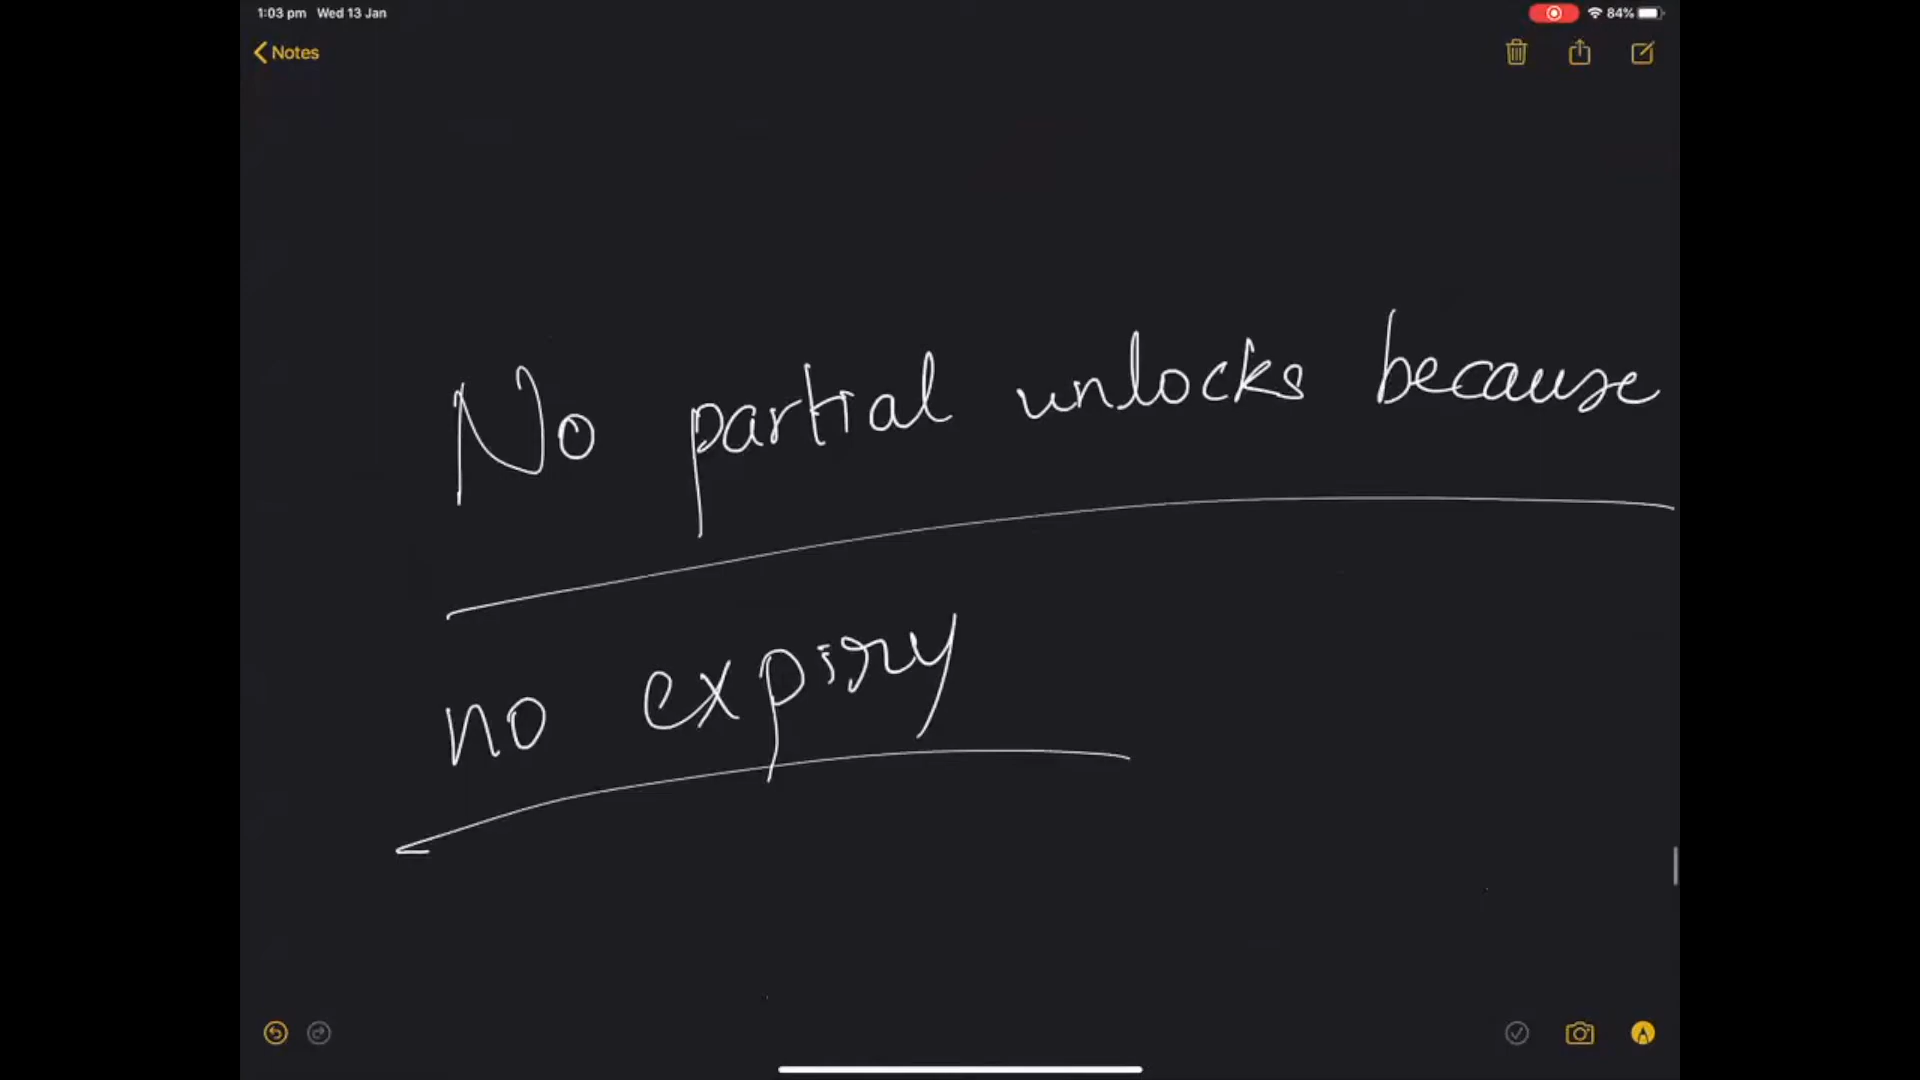 1:03 pm Wed 13 Jan
84%
Notes
No partial unlocks because
no expiry